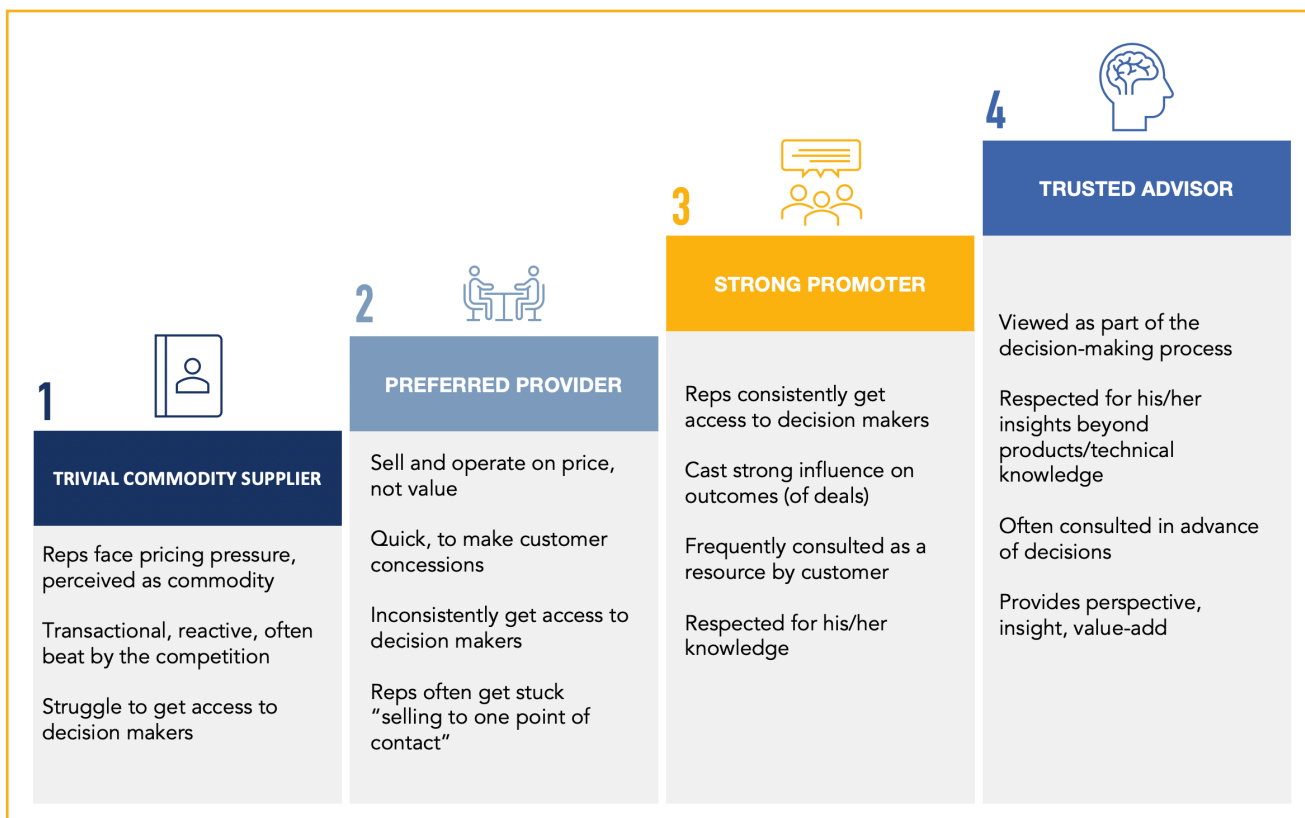 1
TRIVIAL COMMODITY SUPPLIER
Reps face pricing pressure,
perceived as commodity
Transactional, reactive, often
beat by the competition
Struggle to get access to
decision makers
2
PREFERRED PROVIDER
Sell and operate on price,
not value
Quick, to make customer
concessions
Inconsistently get access to
decision makers
Reps often get stuck
“selling to one point of
contact”
3
STRONG PROMOTER
Reps consistently get
access to decision makers
Cast strong influence on
outcomes (of deals)
Frequently consulted as a
resource by customer
Respected for his/her
knowledge
4
TRUSTED ADVISOR
Viewed as part of the
decision-making process
Respected for his/her
insights beyond
products/technical
knowledge
Often consulted in advance
of decisions
Provides perspective,
insight, value-add